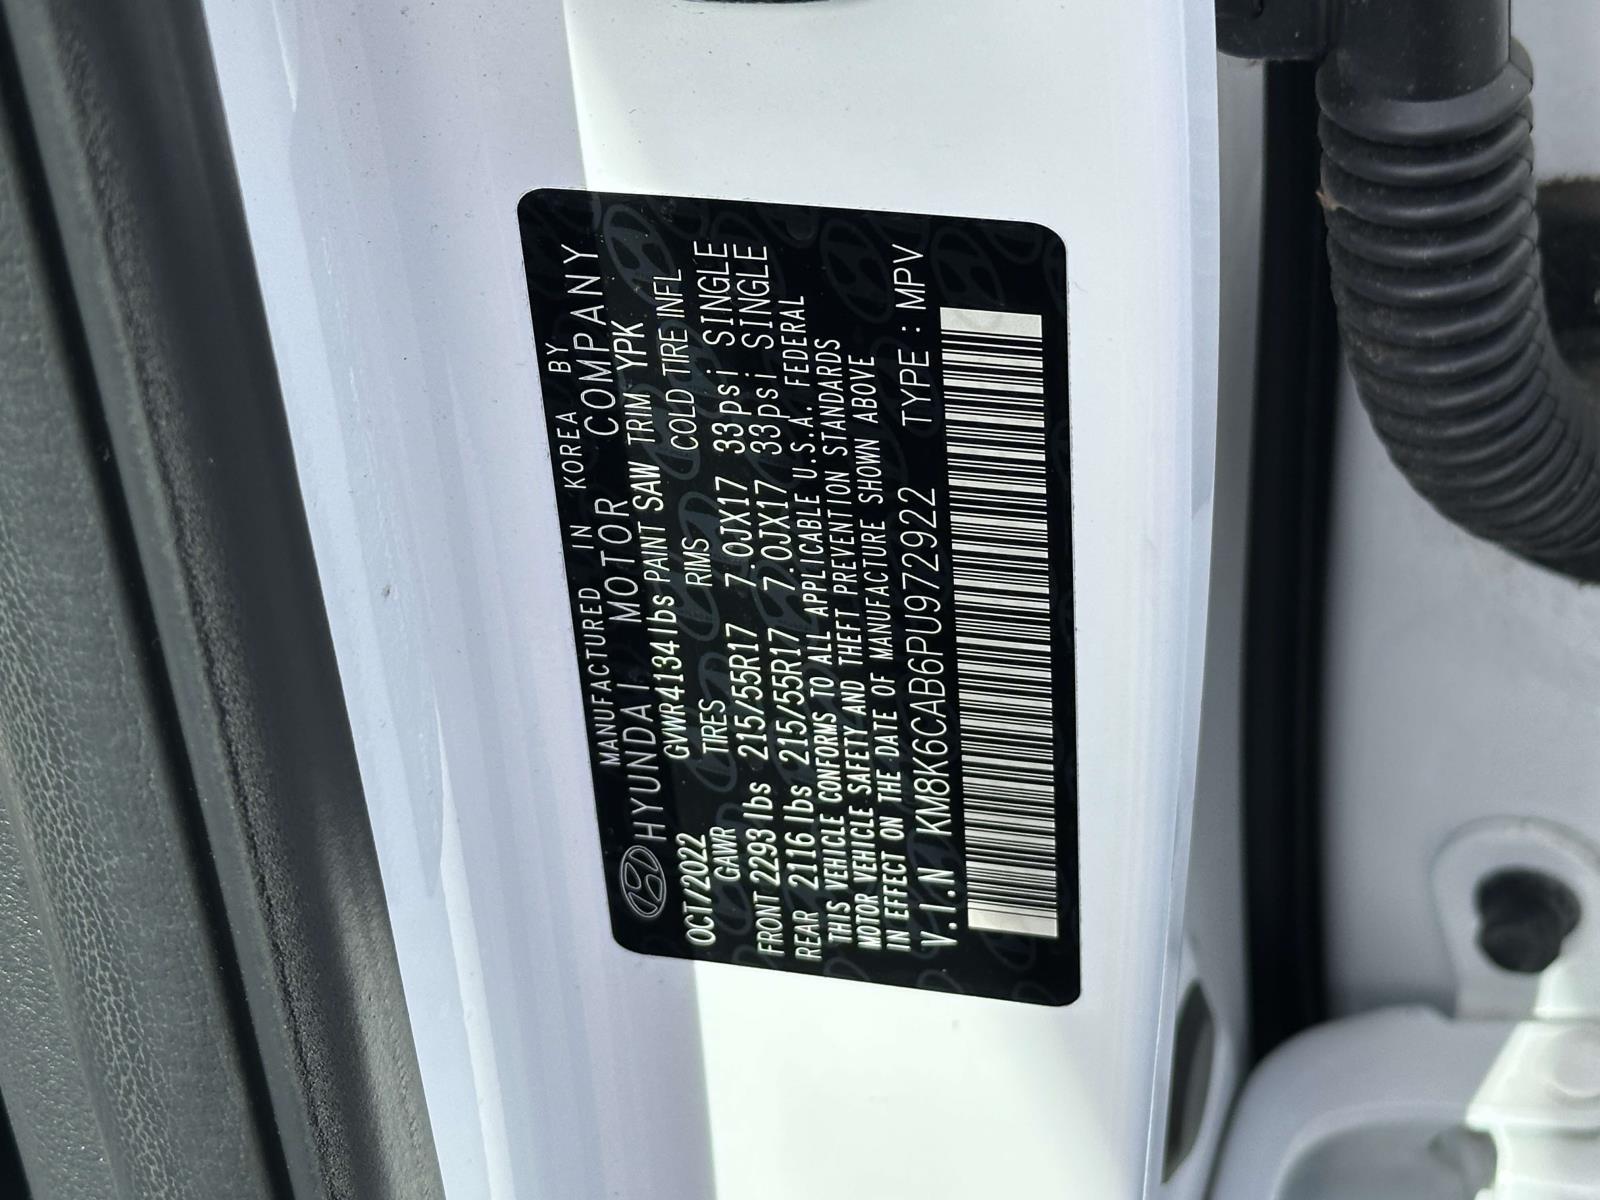 MANUFACTURED IN KOREA BY
HYUNDAI MOTOR COMPANY
OCT/2022 GVWR4134lbs PAINT SAW TRIM YPK
GAWR TIRES RIMS COLD TIRE INFL
FRONT 2293lbs 215/55R17 7.0JX17 33psi SINGLE
REAR 2116lbs 215/55R17 7.0JX17 33psi SINGLE
THIS VEHICLE CONFORMS TO ALL APPLICABLE U.S.A. FEDERAL
MOTOR VEHICLE SAFETY AND THEFT PREVENTION STANDARDS
IN EFFECT ON THE DATE OF MANUFACTURE SHOWN ABOVE
V.I.N KM8K6CAB6PU972922 TYPE : MPV